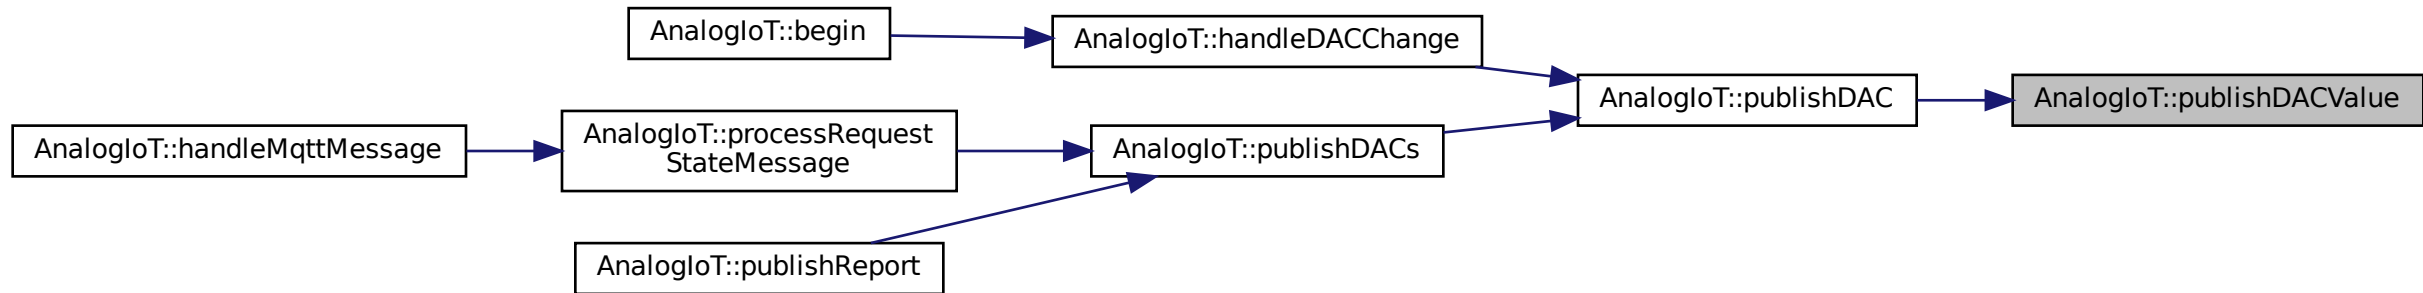 AnalogIoT::begin
AnalogIoT::handleDACChange
AnalogIoT::publishDAC
AnalogIoT::publishDACValue
AnalogIoT::handleMqttMessage
AnalogIoT::processRequest
StateMessage
AnalogIoT::publishDACs
AnalogIoT::publishReport